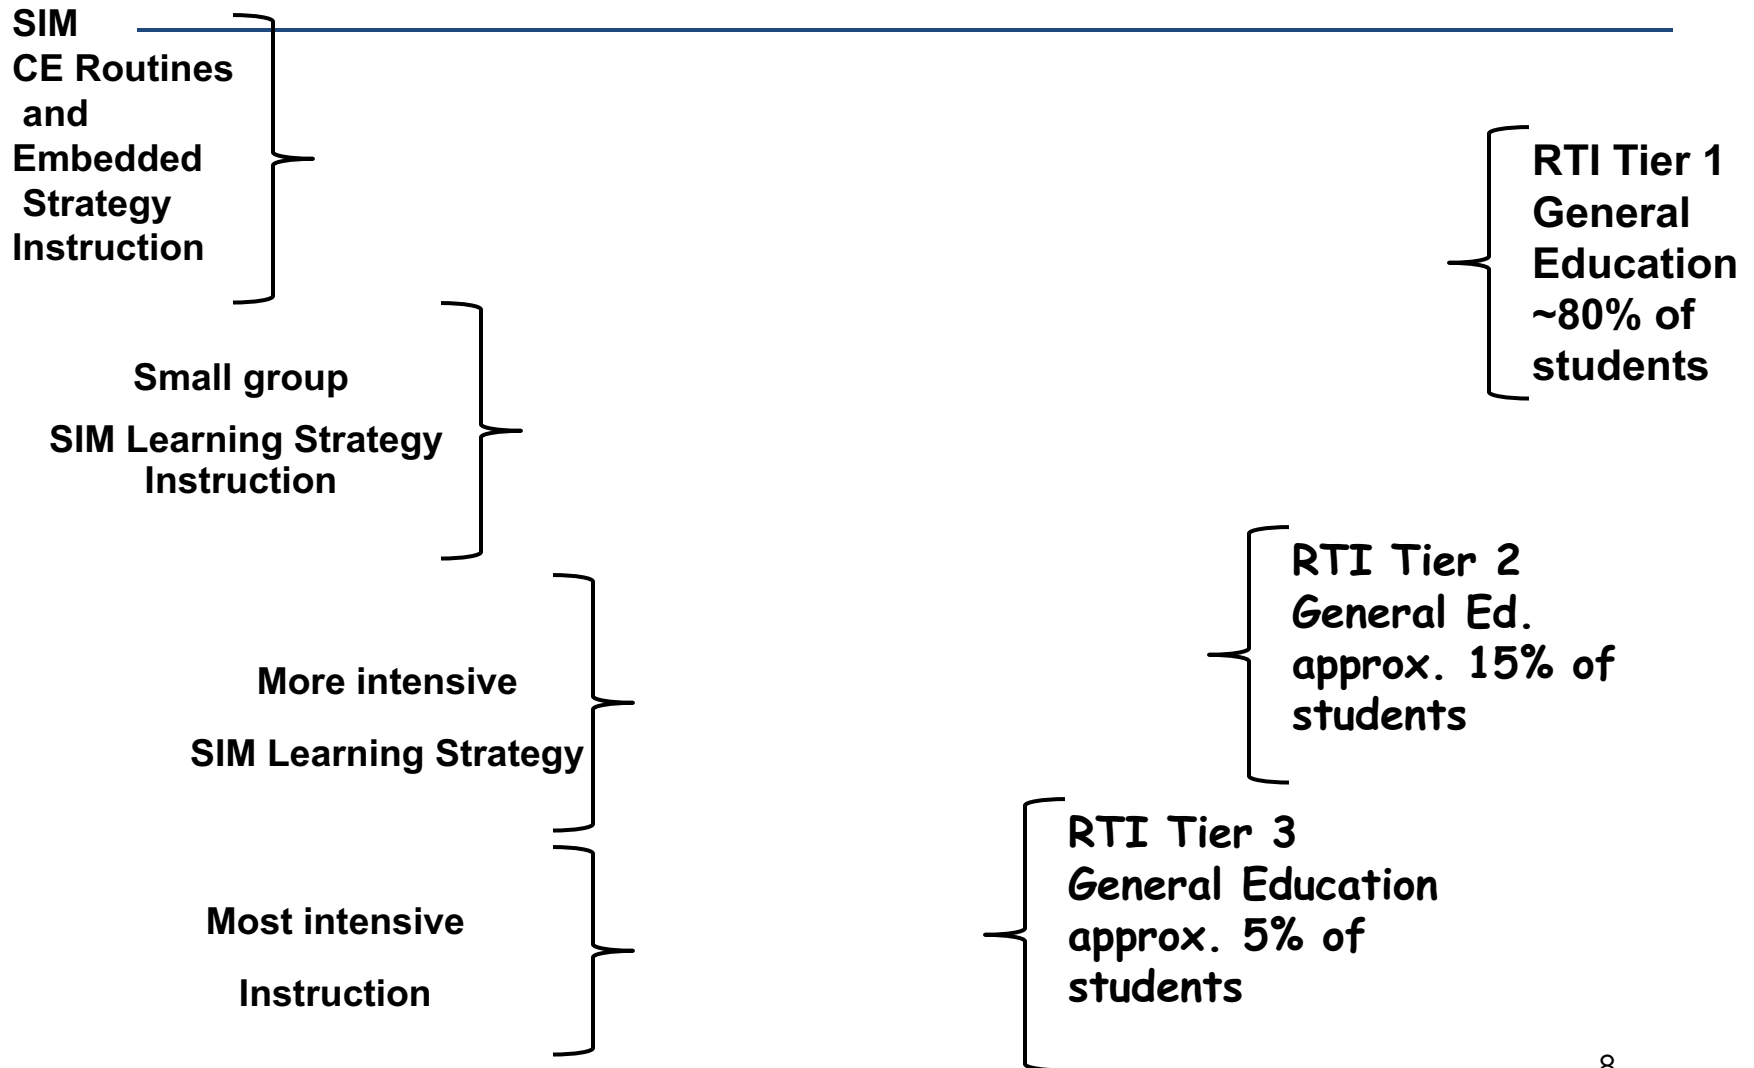 SIM
CE Routines
and
Embedded
Strategy
Instruction
Small group
SIM Learning Strategy
Instruction
More intensive
SIM Learning Strategy
Most intensive
Instruction
RTI Tier 1
General
Education
~80% of
students
RTI Tier 2
General Ed.
approx. 15% of
students
RTI Tier 3
General Education
approx. 5% of
students
8